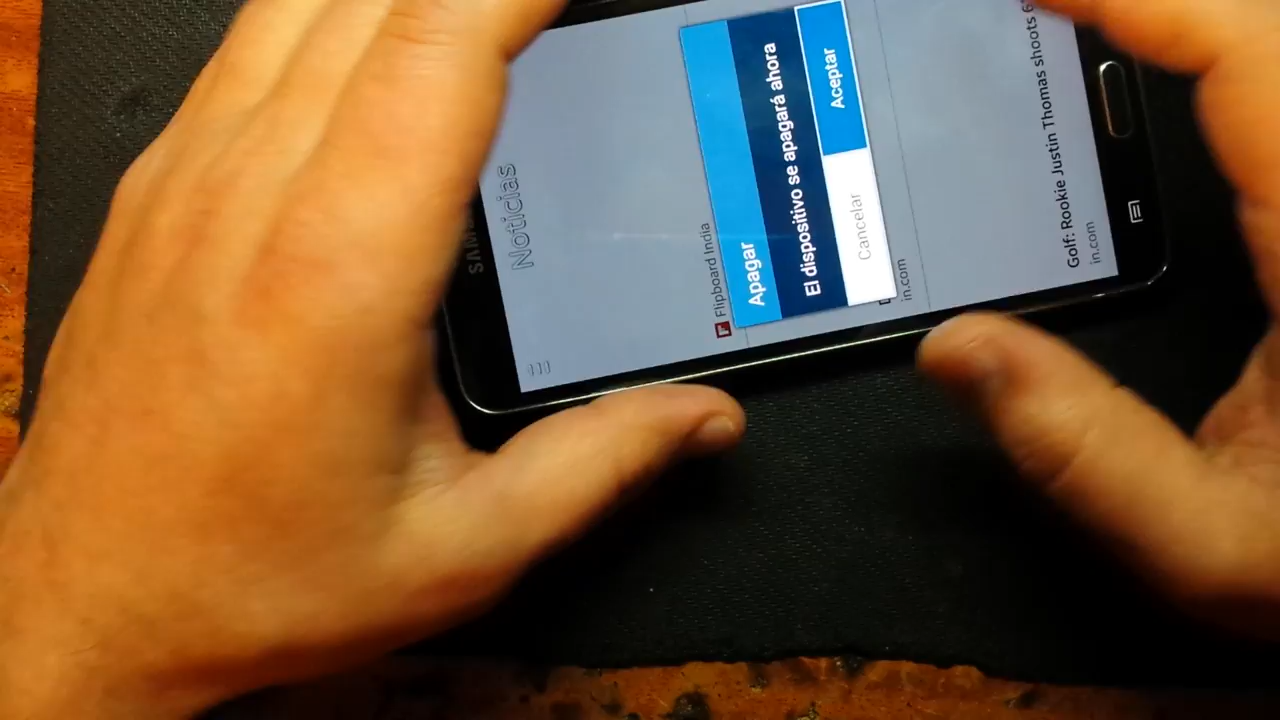 Noticias
Flipboard India
Apagar
El dispositivo se apagará ahora
Cancelar
Aceptar
in.com
Golf: Rookie Justin Thomas shoots
in.com